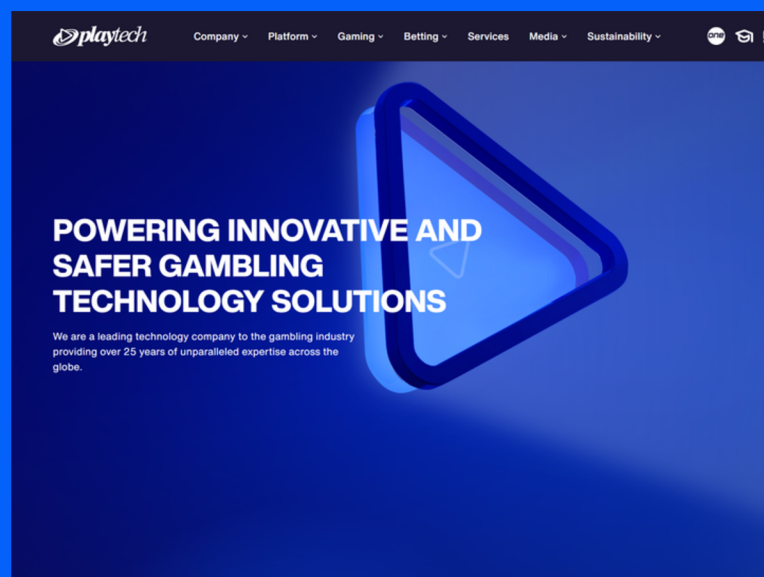 playtech
Company Platform Gaming Betting Services Media Sustainability one
POWERING INNOVATIVE AND
SAFER GAMBLING
TECHNOLOGY SOLUTIONS
We are a leading technology company to the gambling industry
providing over 25 years of unparalleled expertise across the
globe.